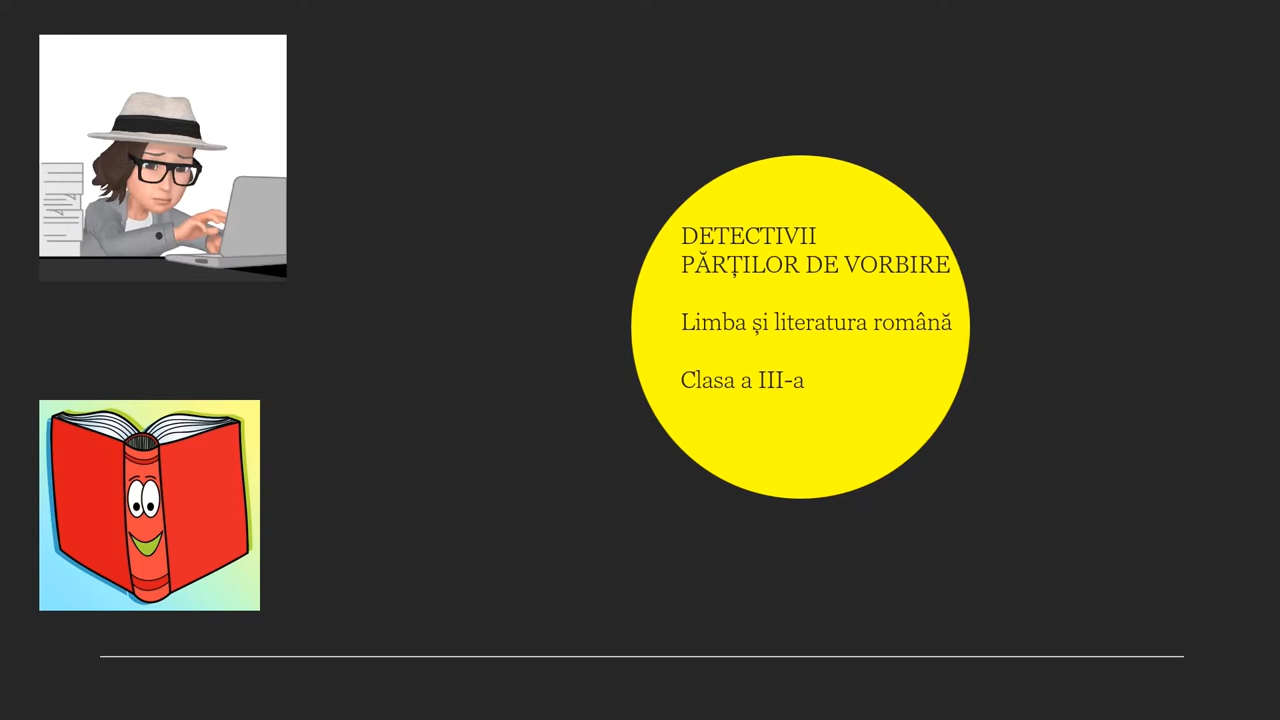 DETECTIVII
PĂRȚILOR DE VORBIRE
Limba și literatura română
Clasa a III-a